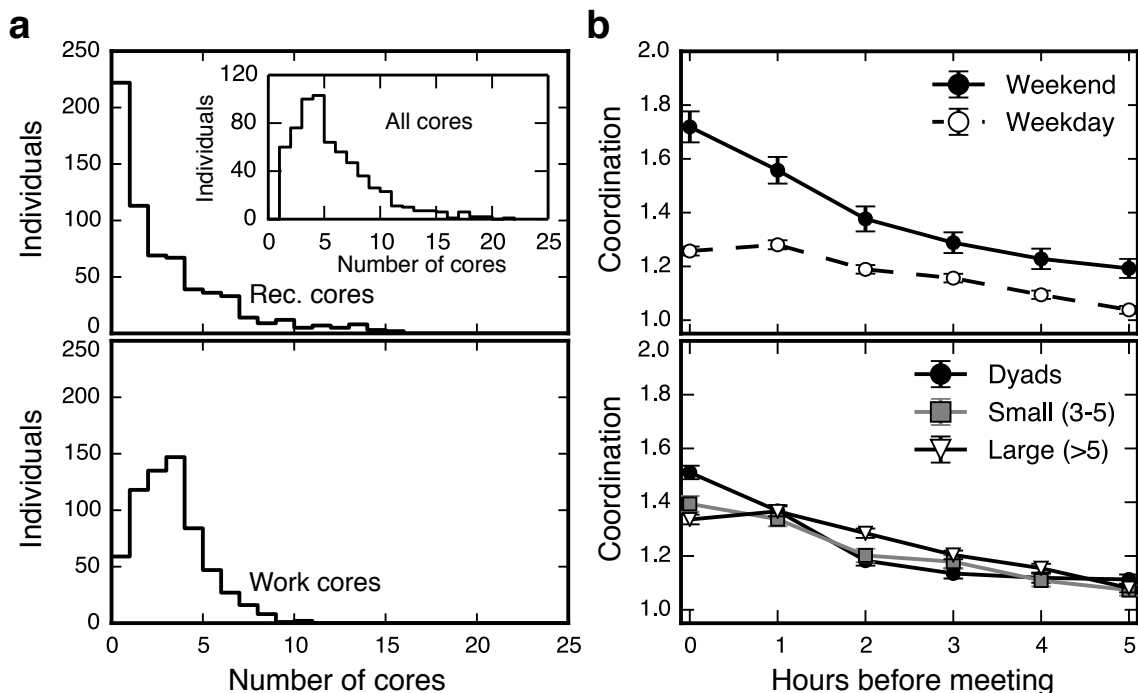 a
250
200
150
100
50
0
Individuals
Rec. cores
120
80
40
0
Individuals
All cores
0 5 10 15 20 25
Number of cores
250
200
150
100
50
0
Individuals
Work cores
0 5 10 15 20 25
Number of cores
b
2.0
1.8
1.6
1.4
1.2
1.0
Coordination
Weekend
Weekday
2.0
1.8
1.6
1.4
1.2
1.0
Coordination
Dyads
Small (3-5)
Large (>5)
0 1 2 3 4 5
Hours before meeting